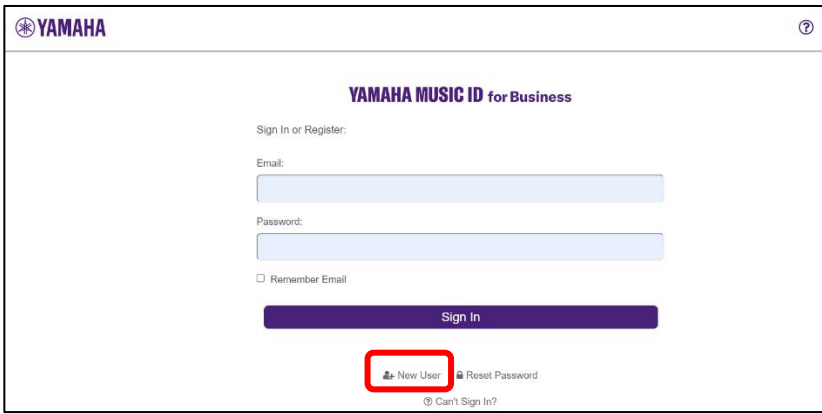 YAMAHA
YAMAHA MUSIC ID for Business
Sign In or Register:
Email:
Password:
Remember Email
Sign In
New User Reset Password
Can't Sign In?